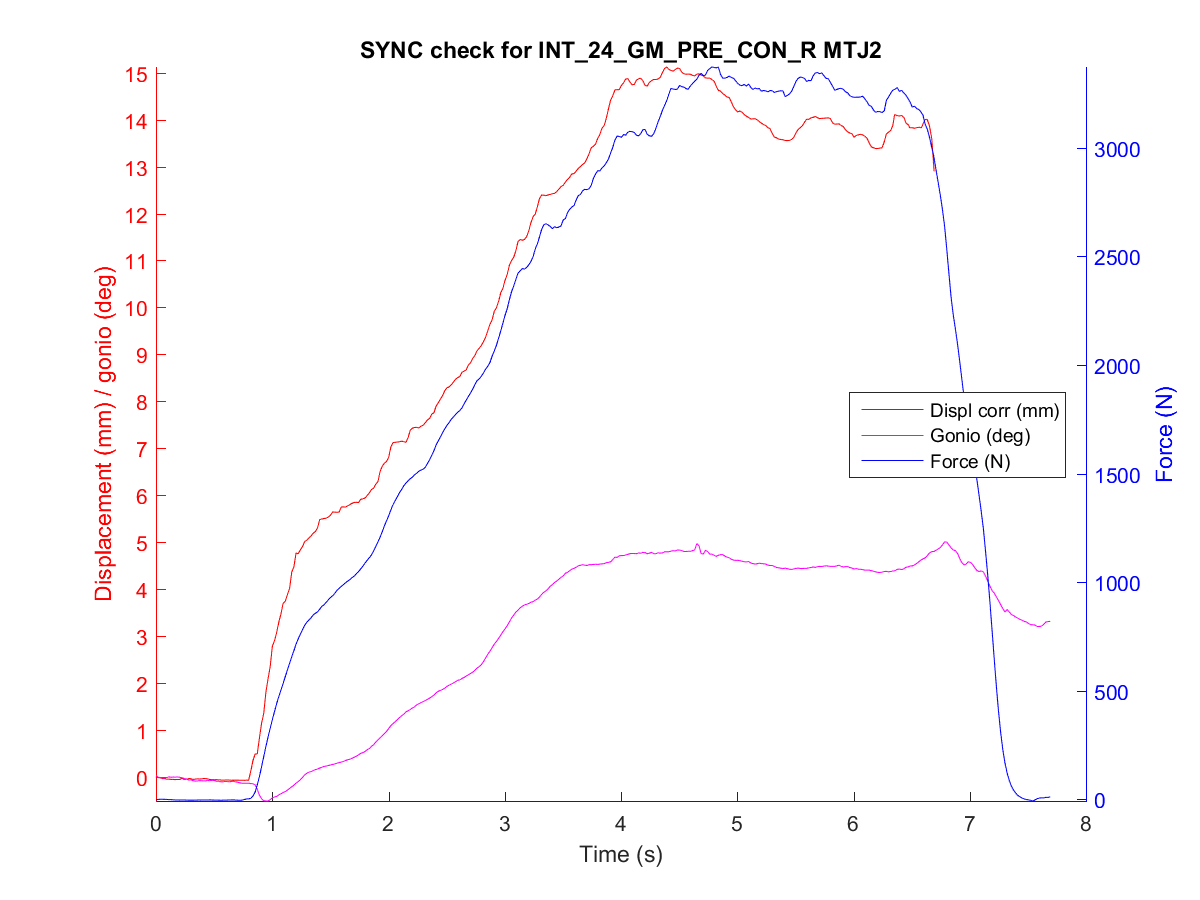 SYNC check for INT_24_GM_PRE_CON_R MTJ2
Displacement (mm) / gonio (deg)
15
14
13
12
11
10
9
8
7
6
5
4
3
2
1
0
3000
2500
2000
1500
1000
500
0
Force (N)
Displ corr (mm)
Gonio (deg)
Force (N)
0 1 2 3 4 5 6 7 8
Time (s)